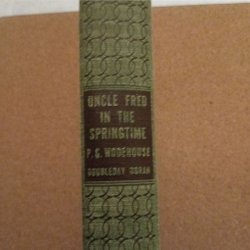 UNCLE FRED
IN THE
SPRINGTIME
P. G. WODEHOUSE
DOUBLEDAY DORAN